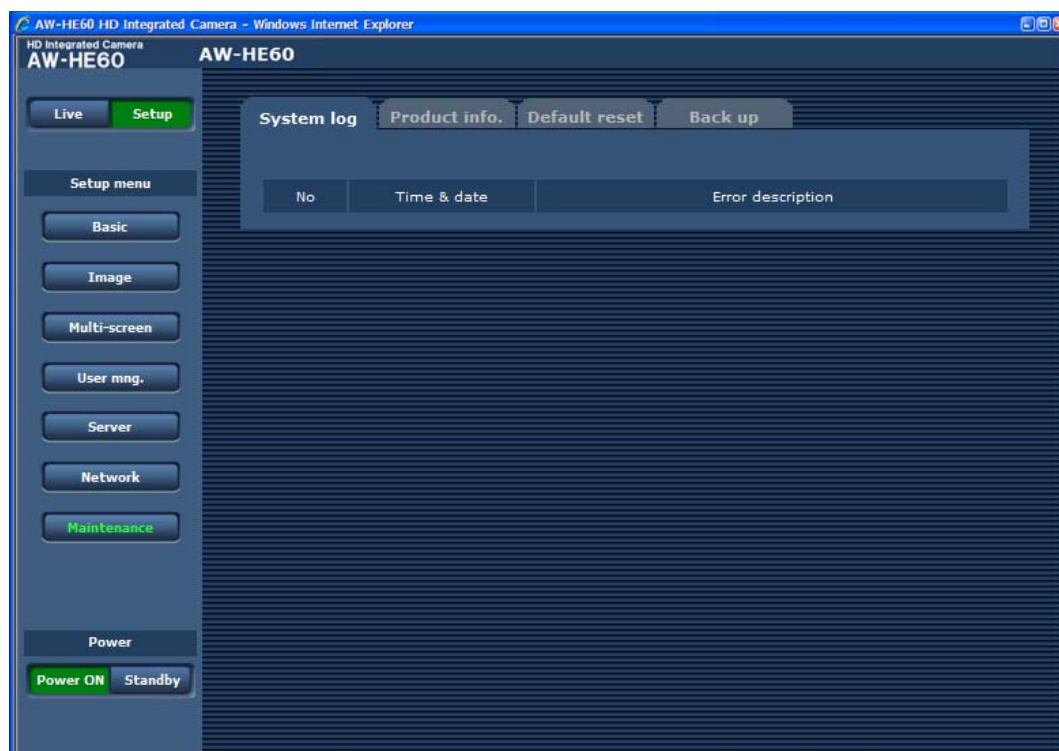 AW-HE60 HD Integrated Camera - Windows Internet Explorer
HD Integrated Camera
AW-HE60
AW-HE60
Live Setup
System log Product info. Default reset Back up
No Time & date Error description
Setup menu
Basic
Image
Multi-screen
User mng.
Server
Network
Maintenance
Power
Power ON Standby